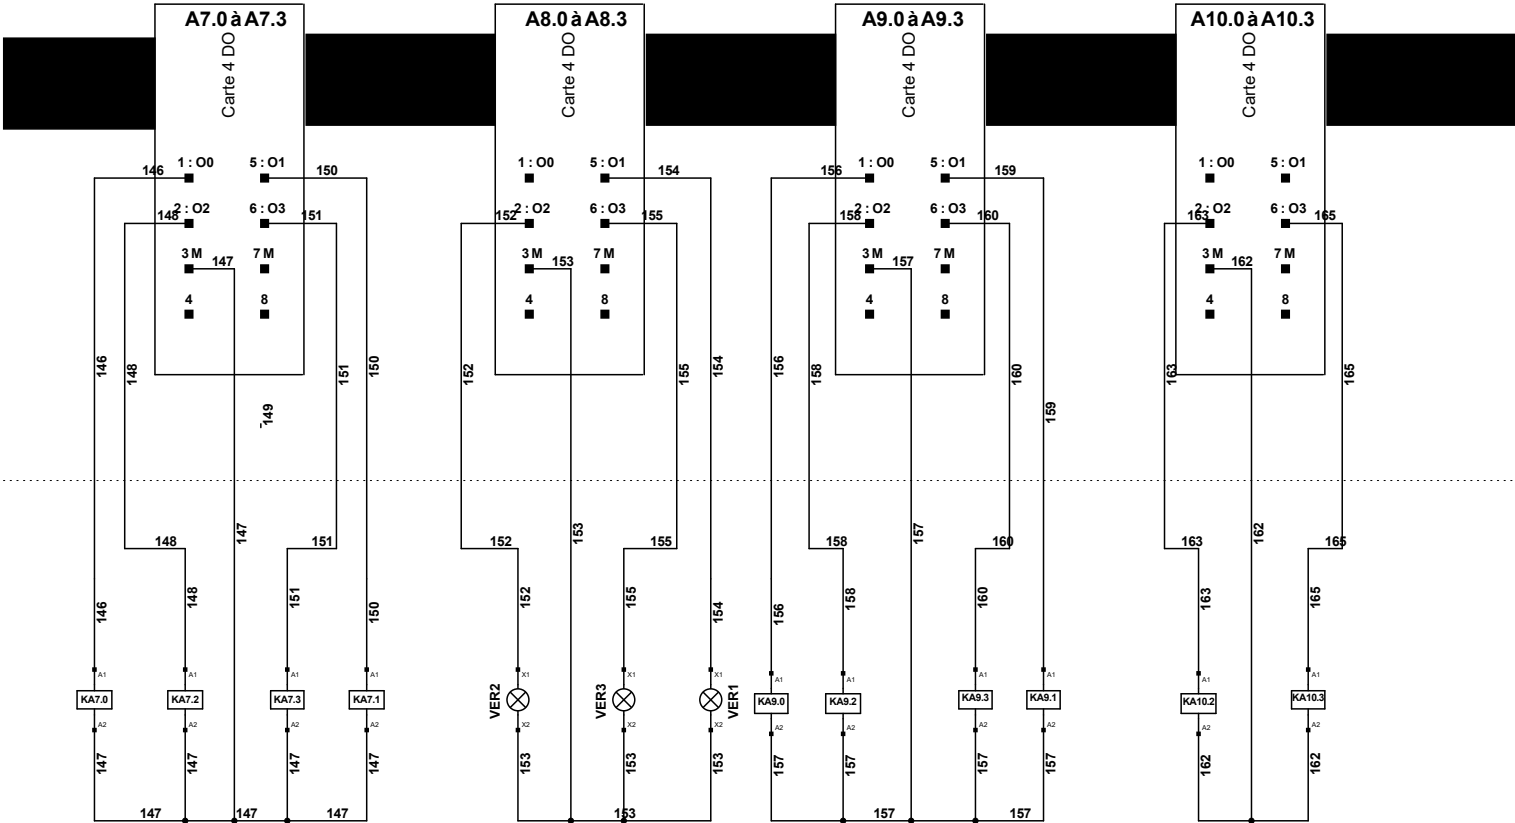 A7.0 à A7.3
A8.0 à A8.3
A9.0 à A9.3
A10.0 à A10.3
Carte 4 DO
Carte 4 DO
Carte 4 DO
Carte 4 DO
146
1 : O0
5 : O1
150
148
2 : O2
6 : O3
151
3 M
147
7 M
4
8
1 : O0
5 : O1
154
152
2 : O2
6 : O3
155
3 M
153
7 M
4
8
156
1 : O0
5 : O1
159
158
2 : O2
6 : O3
160
3 M
157
7 M
4
8
1 : O0
5 : O1
163
2 : O2
6 : O3
165
3 M
162
7 M
4
8
146
148
151
150
152
155
154
156
158
160
163
165
149
159
147
153
157
162
148
151
152
155
158
160
163
165
146
148
151
150
152
155
154
156
158
160
163
165
A1
A1
A1
A1
X1
X1
X1
A1
A1
A1
A1
A1
A1
KA7.0
KA7.2
KA7.3
KA7.1
VER2
VER3
VER1
KA9.0
KA9.2
KA9.3
KA9.1
KA10.2
KA10.3
A2
A2
A2
A2
X2
X2
X2
A2
A2
A2
A2
A2
A2
147
147
147
147
153
153
153
157
157
157
157
162
162
147
147
147
153
157
157